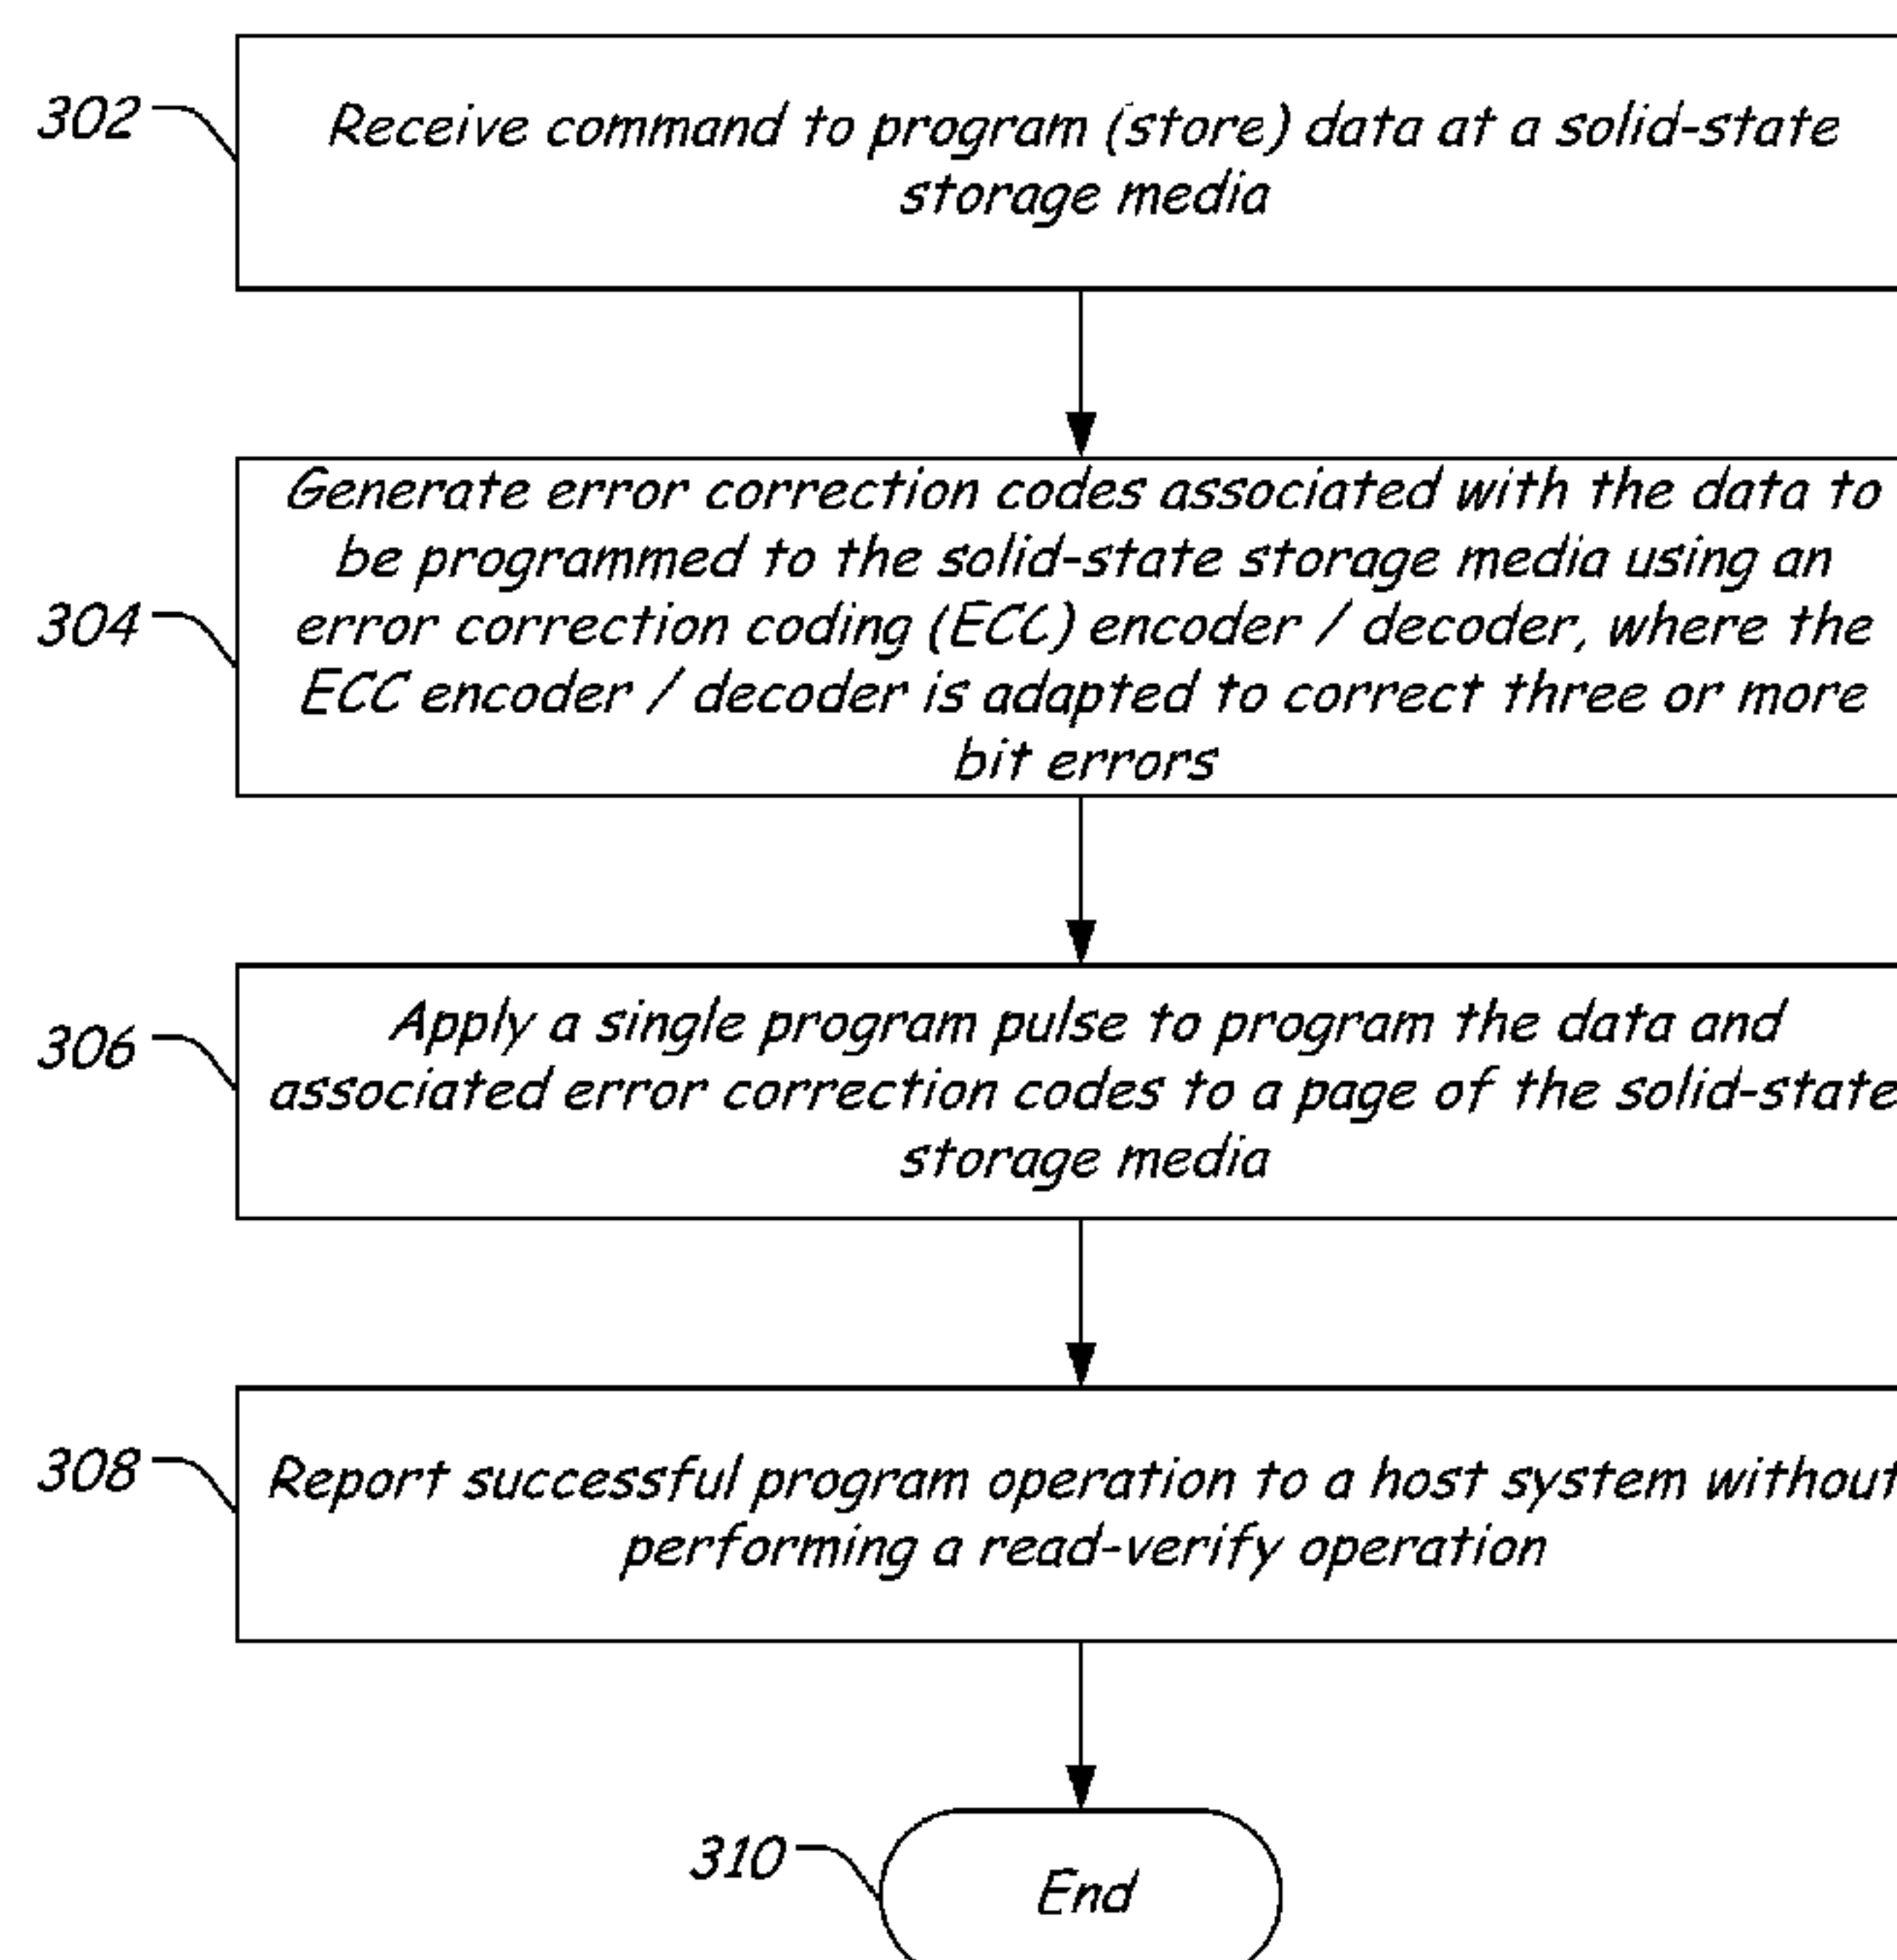 302
Receive command to program (store) data at a solid-state
storage media
304
Generate error correction codes associated with the data to
be programmed to the solid-state storage media using an
error correction coding (ECC) encoder / decoder, where the
ECC encoder / decoder is adapted to correct three or more
bit errors
306
Apply a single program pulse to program the data and
associated error correction codes to a page of the solid-state
storage media
308
Report successful program operation to a host system without
performing a read-verify operation
310
End